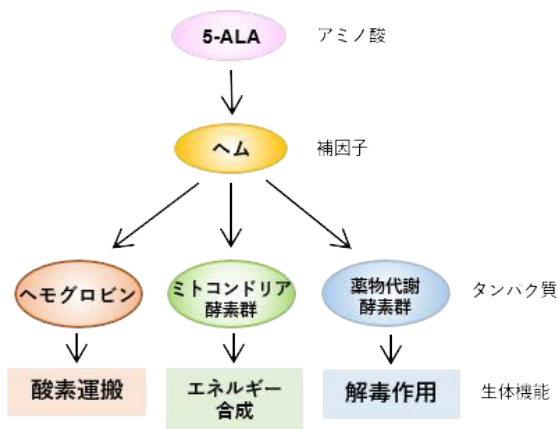 5-ALA
アミノ酸
ヘム
補因子
ヘモグロビン
ミトコンドリア
酵素群
薬物代謝
酵素群
タンパク質
酸素運搬
エネルギー
合成
解毒作用
生体機能